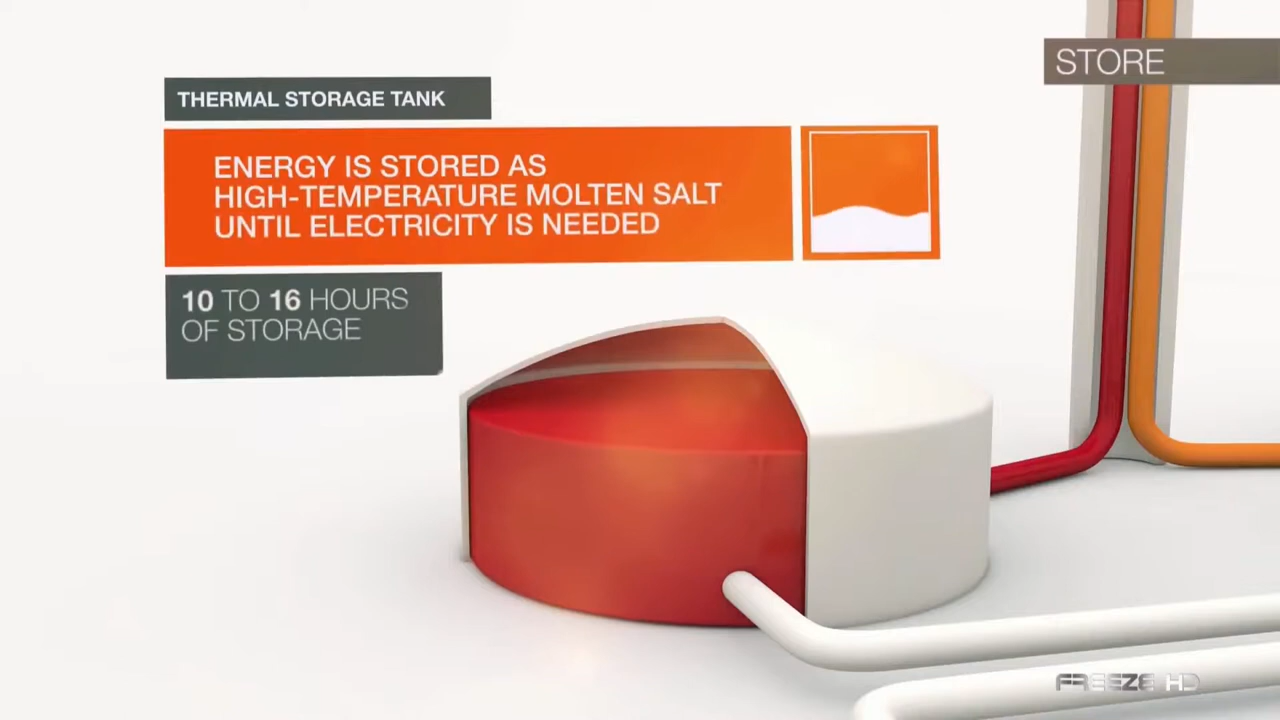 STORE
THERMAL STORAGE TANK
ENERGY IS STORED AS
HIGH-TEMPERATURE MOLTEN SALT
UNTIL ELECTRICITY IS NEEDED
10 TO 16 HOURS
OF STORAGE
FREEZE HD